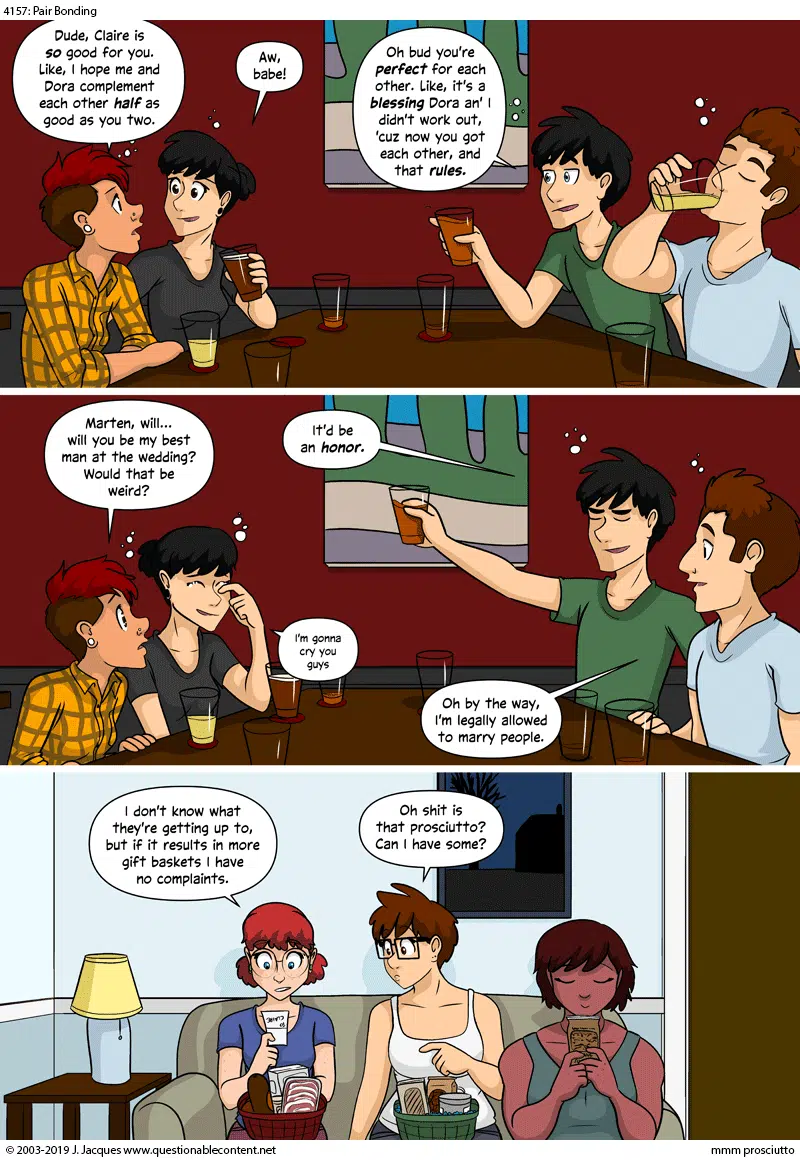 4157: Pair Bonding
Dude, Claire is
so good for you.
Like, I hope me and
Dora complement
each other half as
good as you two.
Aw,
babe!
Oh bud you're
perfect for each
other. Like, it's a
blessing Dora an' I
didn't work out,
'cuz now you got
each other, and
that rules.
Marten, will...
will you be my best
man at the wedding?
Would that be
weird?
It'd be
an honor.
I'm gonna
cry you
guys
Oh by the way,
I'm legally allowed
to marry people.
I don't know what
they're getting up to,
but if it results in more
gift baskets I have
no complaints.
Oh shit is
that prosciutto?
Can I have some?
© 2003-2019 J. Jacques www.questionablecontent.net
mmm prosciutto